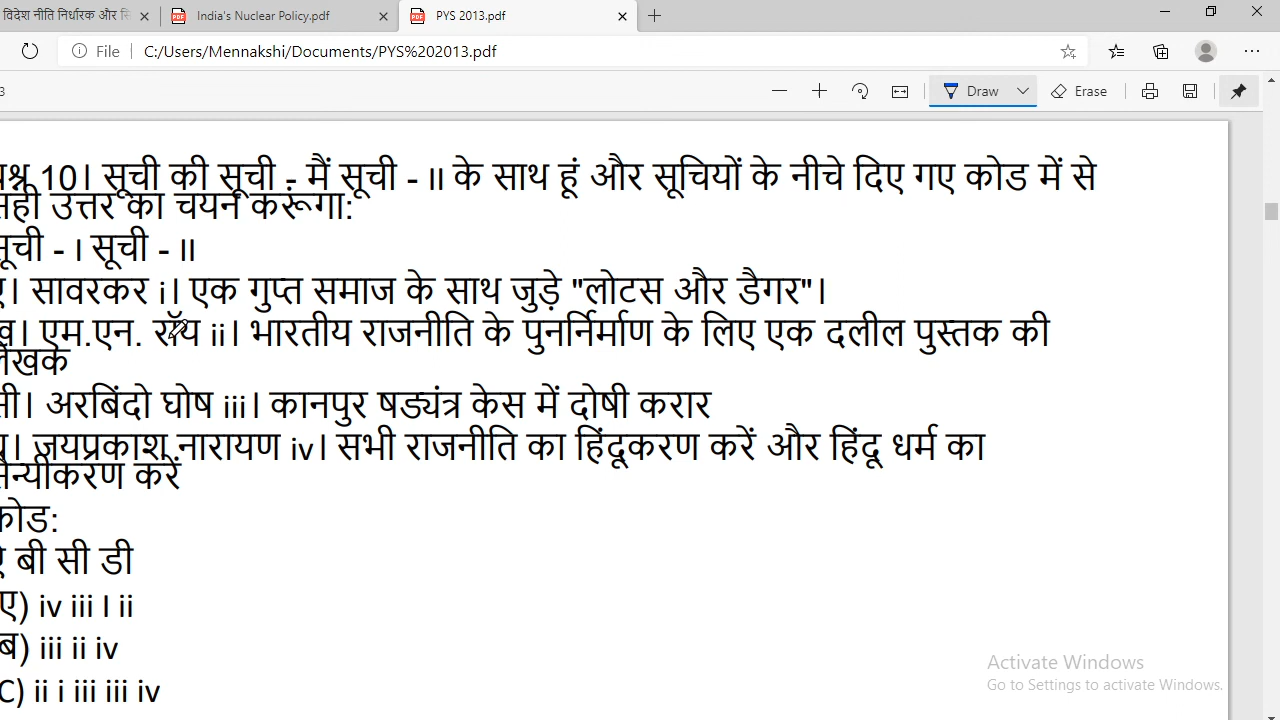 विदेश नीति निर्धारक और
India's Nuclear Policy.pdf
PYS 2013.pdf
File
C:/Users/Mennakshi/Documents/PYS%202013.pdf
3
Draw
Erase
10। सूची की सूची - मैं सूची - II के साथ हूं और सूचियों के नीचे दिए गए कोड में से
सही उत्तर का चयन करूंगा:
सूची - I सूची - II
ए। सावरकर i। एक गुप्त समाज के साथ जुड़े "लोटस और डैगर"।
ख। एम.एन. रॉय ii। भारतीय राजनीति के पुनर्निर्माण के लिए एक दलील पुस्तक की
लेखक
सी। अरबिंदो घोष iii। कानपुर षड्यंत्र केस में दोषी करार
जयप्रकाश नारायण iv। सभी राजनीति का हिंदूकरण करें और हिंदू धर्म का
सैन्यीकरण करें
कोड:
ए बी सी डी
ए) iv iii I ii
ब) iii ii iv
C) ii i iii iii iv
Activate Windows
Go to Settings to activate Windows.